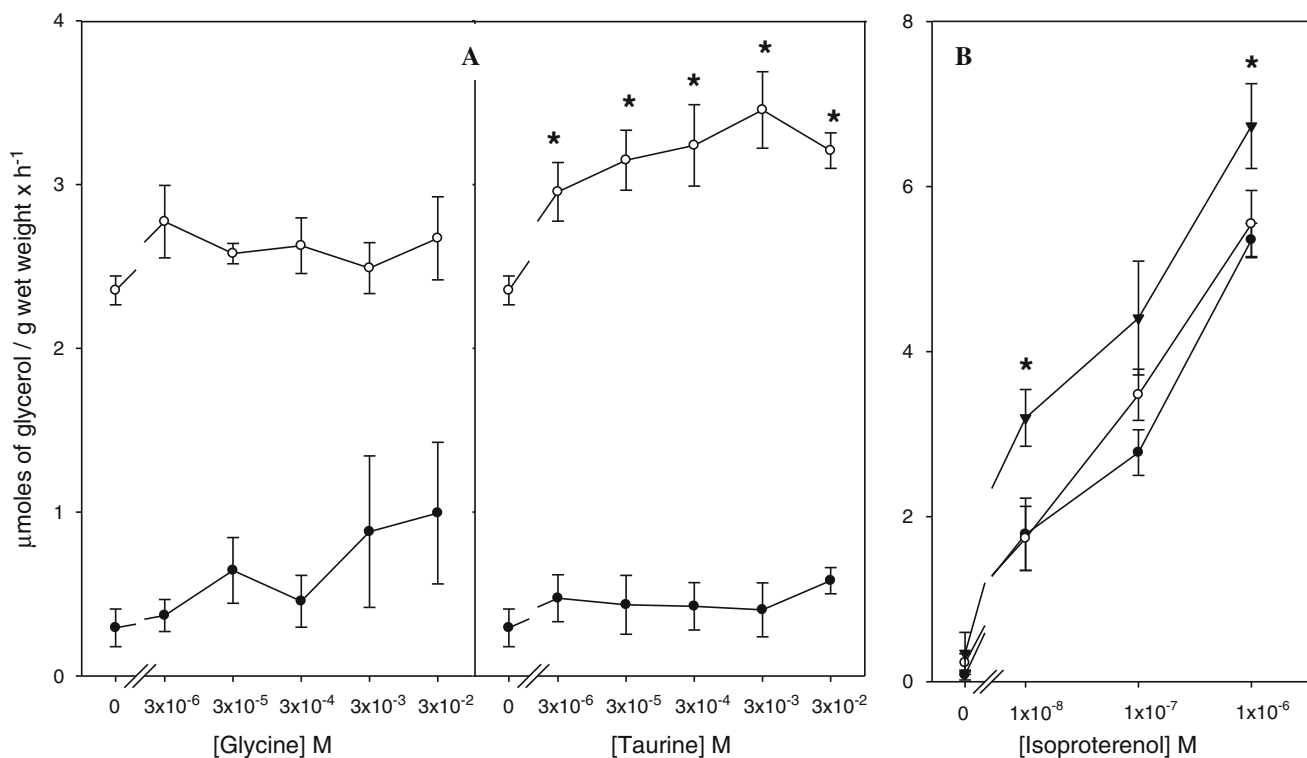 μmoles of glycerol / g wet weight x h⁻¹
4
3
2
1
0
A
* * * * *
0 3x10⁻⁶ 3x10⁻⁵ 3x10⁻⁴ 3x10⁻³ 3x10⁻²
[Glycine] M
0 3x10⁻⁶ 3x10⁻⁵ 3x10⁻⁴ 3x10⁻³ 3x10⁻²
[Taurine] M
8
6
4
2
0
B
* *
0 1x10⁻⁸ 1x10⁻⁷ 1x10⁻⁶
[Isoproterenol] M